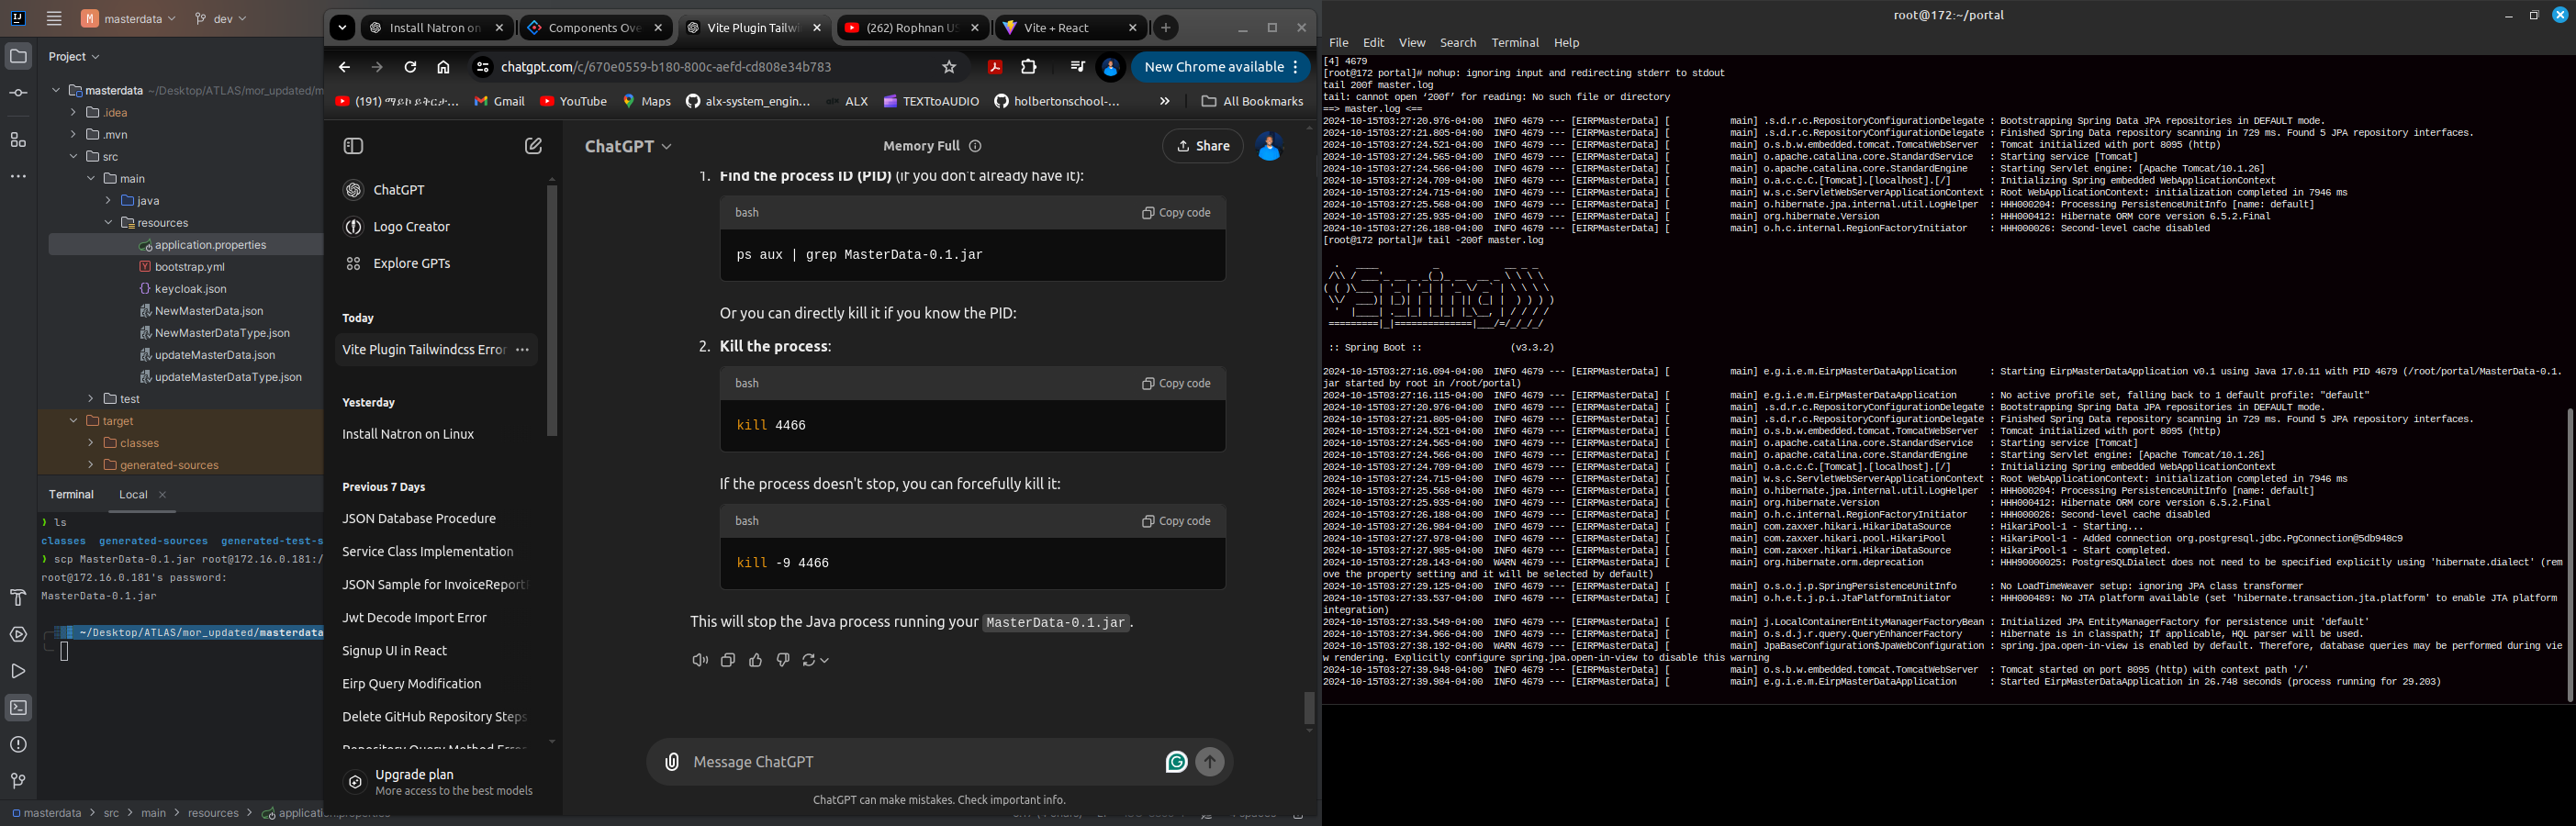 masterdata
dev
Project
masterdata ~/Desktop/ATLAS/mor_updated/m
.idea
.mvn
src
main
java
resources
application.properties
bootstrap.yml
keycloak.json
NewMasterData.json
NewMasterDataType.json
updateMasterData.json
updateMasterDataType.json
test
target
classes
generated-sources
Terminal
Local
ls
classes generated-sources generated-test-s
scp MasterData-0.1.jar root@172.16.0.181:/
root@172.16.0.181's password:
MasterData-0.1.jar
~/Desktop/ATLAS/mor_updated/masterdata
masterdata > src > main > resources > application.properties
Install Natron on
Components Ove
Vite Plugin Tailwi
(262) Rophnan US
Vite + React
chatgpt.com/c/670e0559-b180-800c-aefd-cd808e34b783
New Chrome available
(191) ማይኮ ይቅርታ...
Gmail
YouTube
Maps
alx-system_engin...
ALX
TEXTtoAUDIO
holbertonschool-...
All Bookmarks
ChatGPT
Logo Creator
Explore GPTs
Today
Vite Plugin Tailwindcss Error
Yesterday
Install Natron on Linux
Previous 7 Days
JSON Database Procedure
Service Class Implementation
JSON Sample for InvoiceReport
Jwt Decode Import Error
Signup UI in React
Eirp Query Modification
Delete GitHub Repository Steps
Repository Query Method Error
Upgrade plan
More access to the best models
ChatGPT
Memory Full
Share
1. Find the process ID (PID) (if you don't already have it):
bash
Copy code
ps aux | grep MasterData-0.1.jar
Or you can directly kill it if you know the PID:
2. Kill the process:
bash
Copy code
kill 4466
If the process doesn't stop, you can forcefully kill it:
bash
Copy code
kill -9 4466
This will stop the Java process running your MasterData-0.1.jar.
Message ChatGPT
ChatGPT can make mistakes. Check important info.
root@172:~/portal
File Edit View Search Terminal Help
[4] 4679
[root@172 portal]# nohup: ignoring input and redirecting stderr to stdout
tail 200f master.log
tail: cannot open ‘200f’ for reading: No such file or directory
==> master.log <==
2024-10-15T03:27:20.976-04:00 INFO 4679 --- [EIRPMasterData] [ main] .s.d.r.c.RepositoryConfigurationDelegate : Bootstrapping Spring Data JPA repositories in DEFAULT mode.
2024-10-15T03:27:21.805-04:00 INFO 4679 --- [EIRPMasterData] [ main] .s.d.r.c.RepositoryConfigurationDelegate : Finished Spring Data repository scanning in 729 ms. Found 5 JPA repository interfaces.
2024-10-15T03:27:24.521-04:00 INFO 4679 --- [EIRPMasterData] [ main] o.s.b.w.embedded.tomcat.TomcatWebServer : Tomcat initialized with port 8095 (http)
2024-10-15T03:27:24.565-04:00 INFO 4679 --- [EIRPMasterData] [ main] o.apache.catalina.core.StandardService : Starting service [Tomcat]
2024-10-15T03:27:24.566-04:00 INFO 4679 --- [EIRPMasterData] [ main] o.apache.catalina.core.StandardEngine : Starting Servlet engine: [Apache Tomcat/10.1.26]
2024-10-15T03:27:24.709-04:00 INFO 4679 --- [EIRPMasterData] [ main] o.a.c.c.C.[Tomcat].[localhost].[/] : Initializing Spring embedded WebApplicationContext
2024-10-15T03:27:24.715-04:00 INFO 4679 --- [EIRPMasterData] [ main] w.s.c.ServletWebServerApplicationContext : Root WebApplicationContext: initialization completed in 7946 ms
2024-10-15T03:27:25.568-04:00 INFO 4679 --- [EIRPMasterData] [ main] o.hibernate.jpa.internal.util.LogHelper : HHH000204: Processing PersistenceUnitInfo [name: default]
2024-10-15T03:27:25.935-04:00 INFO 4679 --- [EIRPMasterData] [ main] org.hibernate.Version : HHH000412: Hibernate ORM core version 6.5.2.Final
2024-10-15T03:27:26.188-04:00 INFO 4679 --- [EIRPMasterData] [ main] o.h.c.internal.RegionFactoryInitiator : HHH000026: Second-level cache disabled
[root@172 portal]# tail -200f master.log
:: Spring Boot :: (v3.3.2)
2024-10-15T03:27:16.094-04:00 INFO 4679 --- [EIRPMasterData] [ main] e.g.i.e.m.EirpMasterDataApplication : Starting EirpMasterDataApplication v0.1 using Java 17.0.11 with PID 4679 (/root/portal/MasterData-0.1.
jar started by root in /root/portal)
2024-10-15T03:27:16.115-04:00 INFO 4679 --- [EIRPMasterData] [ main] e.g.i.e.m.EirpMasterDataApplication : No active profile set, falling back to 1 default profile: "default"
2024-10-15T03:27:20.976-04:00 INFO 4679 --- [EIRPMasterData] [ main] .s.d.r.c.RepositoryConfigurationDelegate : Bootstrapping Spring Data JPA repositories in DEFAULT mode.
2024-10-15T03:27:21.805-04:00 INFO 4679 --- [EIRPMasterData] [ main] .s.d.r.c.RepositoryConfigurationDelegate : Finished Spring Data repository scanning in 729 ms. Found 5 JPA repository interfaces.
2024-10-15T03:27:24.521-04:00 INFO 4679 --- [EIRPMasterData] [ main] o.s.b.w.embedded.tomcat.TomcatWebServer : Tomcat initialized with port 8095 (http)
2024-10-15T03:27:24.565-04:00 INFO 4679 --- [EIRPMasterData] [ main] o.apache.catalina.core.StandardService : Starting service [Tomcat]
2024-10-15T03:27:24.566-04:00 INFO 4679 --- [EIRPMasterData] [ main] o.apache.catalina.core.StandardEngine : Starting Servlet engine: [Apache Tomcat/10.1.26]
2024-10-15T03:27:24.709-04:00 INFO 4679 --- [EIRPMasterData] [ main] o.a.c.c.C.[Tomcat].[localhost].[/] : Initializing Spring embedded WebApplicationContext
2024-10-15T03:27:24.715-04:00 INFO 4679 --- [EIRPMasterData] [ main] w.s.c.ServletWebServerApplicationContext : Root WebApplicationContext: initialization completed in 7946 ms
2024-10-15T03:27:25.568-04:00 INFO 4679 --- [EIRPMasterData] [ main] o.hibernate.jpa.internal.util.LogHelper : HHH000204: Processing PersistenceUnitInfo [name: default]
2024-10-15T03:27:25.935-04:00 INFO 4679 --- [EIRPMasterData] [ main] org.hibernate.Version : HHH000412: Hibernate ORM core version 6.5.2.Final
2024-10-15T03:27:26.188-04:00 INFO 4679 --- [EIRPMasterData] [ main] o.h.c.internal.RegionFactoryInitiator : HHH000026: Second-level cache disabled
2024-10-15T03:27:26.984-04:00 INFO 4679 --- [EIRPMasterData] [ main] com.zaxxer.hikari.HikariDataSource : HikariPool-1 - Starting...
2024-10-15T03:27:27.978-04:00 INFO 4679 --- [EIRPMasterData] [ main] com.zaxxer.hikari.pool.HikariPool : HikariPool-1 - Added connection org.postgresql.jdbc.PgConnection@5db948c9
2024-10-15T03:27:27.985-04:00 INFO 4679 --- [EIRPMasterData] [ main] com.zaxxer.hikari.HikariDataSource : HikariPool-1 - Start completed.
2024-10-15T03:27:28.143-04:00 WARN 4679 --- [EIRPMasterData] [ main] org.hibernate.orm.deprecation : HHH90000025: PostgreSQLDialect does not need to be specified explicitly using 'hibernate.dialect' (rem
ove the property setting and it will be selected by default)
2024-10-15T03:27:29.125-04:00 INFO 4679 --- [EIRPMasterData] [ main] o.s.o.j.p.SpringPersistenceUnitInfo : No LoadTimeWeaver setup: ignoring JPA class transformer
2024-10-15T03:27:33.537-04:00 INFO 4679 --- [EIRPMasterData] [ main] o.h.e.t.j.p.i.JtaPlatformInitiator : HHH000489: No JTA platform available (set 'hibernate.transaction.jta.platform' to enable JTA platform
integration)
2024-10-15T03:27:33.549-04:00 INFO 4679 --- [EIRPMasterData] [ main] j.LocalContainerEntityManagerFactoryBean : Initialized JPA EntityManagerFactory for persistence unit 'default'
2024-10-15T03:27:34.966-04:00 INFO 4679 --- [EIRPMasterData] [ main] o.s.d.j.r.query.QueryEnhancerFactory : Hibernate is in classpath; If applicable, HQL parser will be used.
2024-10-15T03:27:38.192-04:00 WARN 4679 --- [EIRPMasterData] [ main] JpaBaseConfiguration$JpaWebConfiguration : spring.jpa.open-in-view is enabled by default. Therefore, database queries may be performed during vie
w rendering. Explicitly configure spring.jpa.open-in-view to disable this warning
2024-10-15T03:27:39.948-04:00 INFO 4679 --- [EIRPMasterData] [ main] o.s.b.w.embedded.tomcat.TomcatWebServer : Tomcat started on port 8095 (http) with context path '/'
2024-10-15T03:27:39.984-04:00 INFO 4679 --- [EIRPMasterData] [ main] e.g.i.e.m.EirpMasterDataApplication : Started EirpMasterDataApplication in 26.748 seconds (process running for 29.203)